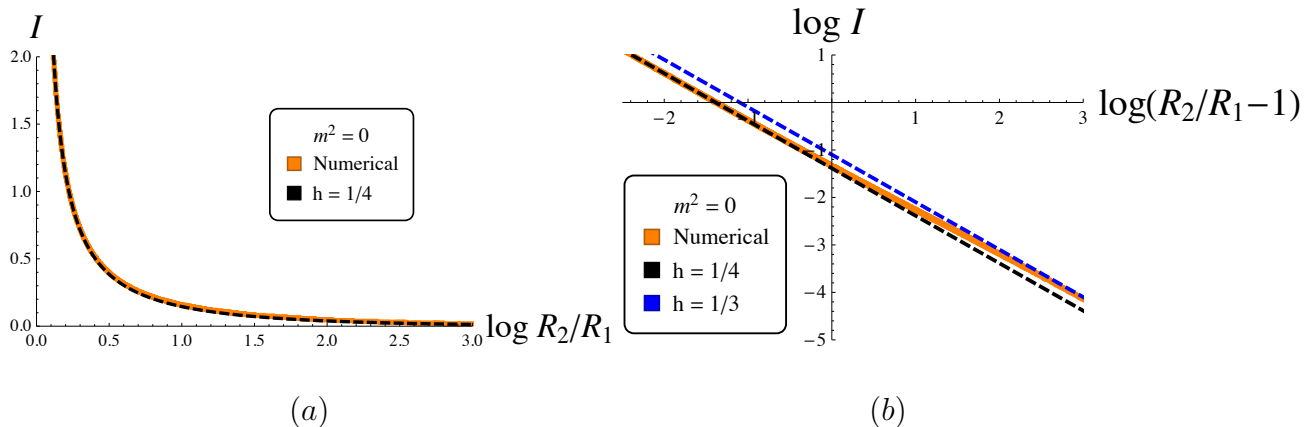 I
2.0
1.5
1.0
0.5
0.0
0.0 0.5 1.0 1.5 2.0 2.5 3.0
log R₂/R₁
m² = 0
Numerical
h = 1/4
(a)
log I
1
−2 1 2 3
log(R₂/R₁−1)
−1
−2
−3
−4
−5
m² = 0
Numerical
h = 1/4
h = 1/3
(b)